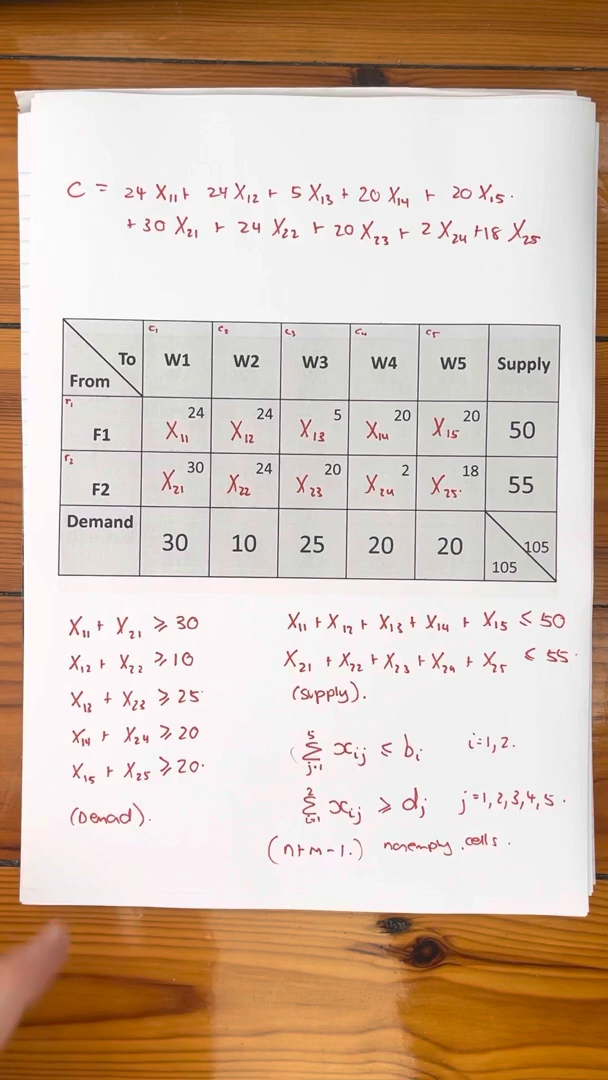 C = 24 X₁₁ + 24 X₁₂ + 5 X₁₃ + 20 X₁₄ + 20 X₁₅.
+ 30 X₂₁ + 24 X₂₂ + 20 X₂₃ + 2 X₂₄ + 18 X₂₅
To From C₁ W1 C₂ W2 C₃ W3 C₄ W4 C₅ W5 Supply
r₁ F1 X₁₁ 24 X₁₂ 24 X₁₃ 5 X₁₄ 20 X₁₅ 20 50
r₂ F2 X₂₁ 30 X₂₂ 24 X₂₃ 20 X₂₄ 2 X₂₅. 18 55
Demand 30 10 25 20 20 105 105
X₁₁ + X₂₁ ⩾ 30
X₁₂ + X₂₂ ⩾ 10
X₁₃ + X₂₃ ⩾ 25
X₁₄ + X₂₄ ⩾ 20
X₁₅ + X₂₅ ⩾ 20.
(Demad).
X₁₁ + X₁₂ + X₁₃ + X₁₄ + X₁₅ ⩽ 50
X₂₁ + X₂₂ + X₂₃ + X₂₄ + X₂₅ ⩽ 55.
(supply).
∑⁵ⱼ₌₁ xᵢⱼ ⩽ bᵢ i=1,2.
∑²ᵢ₌₁ xᵢⱼ ⩾ dⱼ j=1,2,3,4,5.
(n+m-1.) nonempty cells.